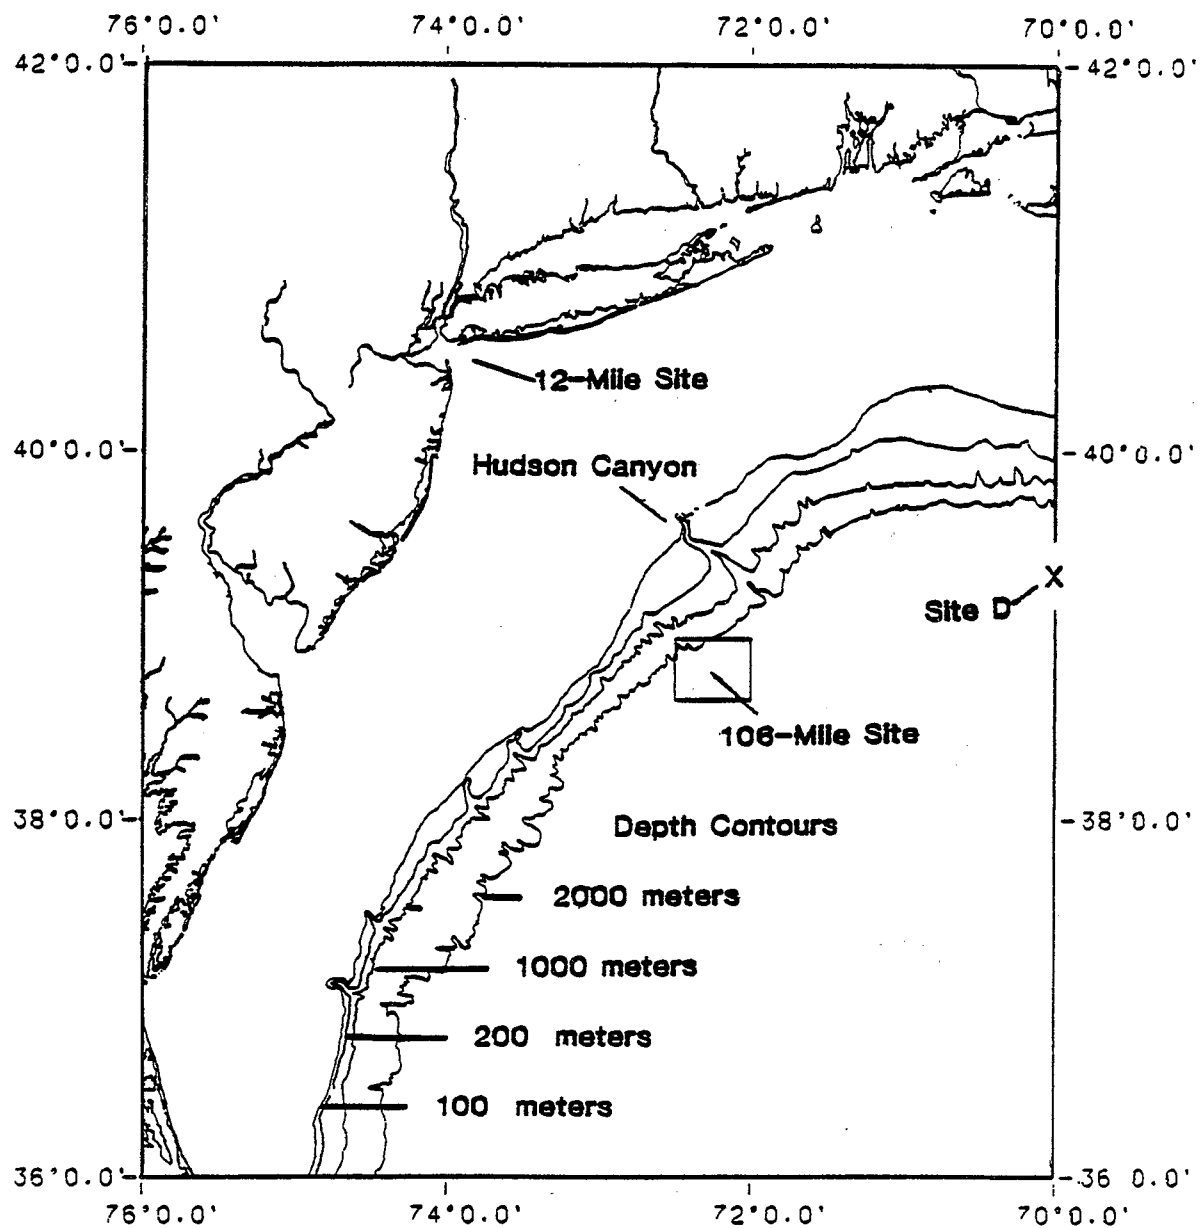 76°0.0' 74°0.0' 72°0.0' 70°0.0'
42°0.0' 42°0.0'
12-Mile Site
40°0.0' 40°0.0'
Hudson Canyon
Site D X
106-Mile Site
38°0.0' 38°0.0'
Depth Contours
2000 meters
1000 meters
200 meters
100 meters
36°0.0' 36 0.0'
76°0.0' 74°0.0' 72°0.0' 70°0.0'